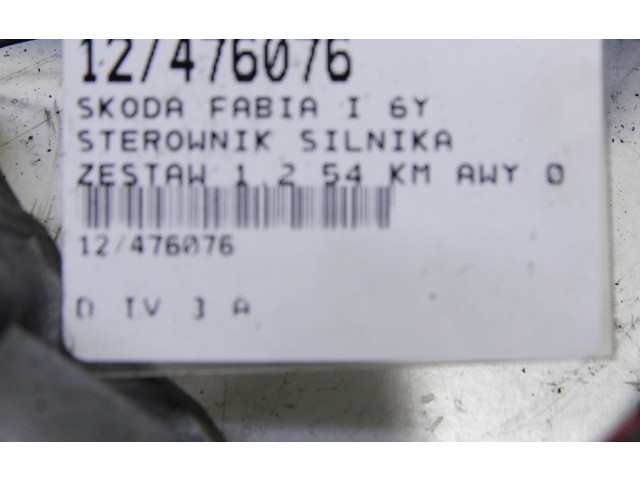 12/476076
SKODA FABIA I 6Y
STEROWNIK SILNIKA
ZESTAW 1.2 54 KM AWY 0
12/476076
D IV 3 A